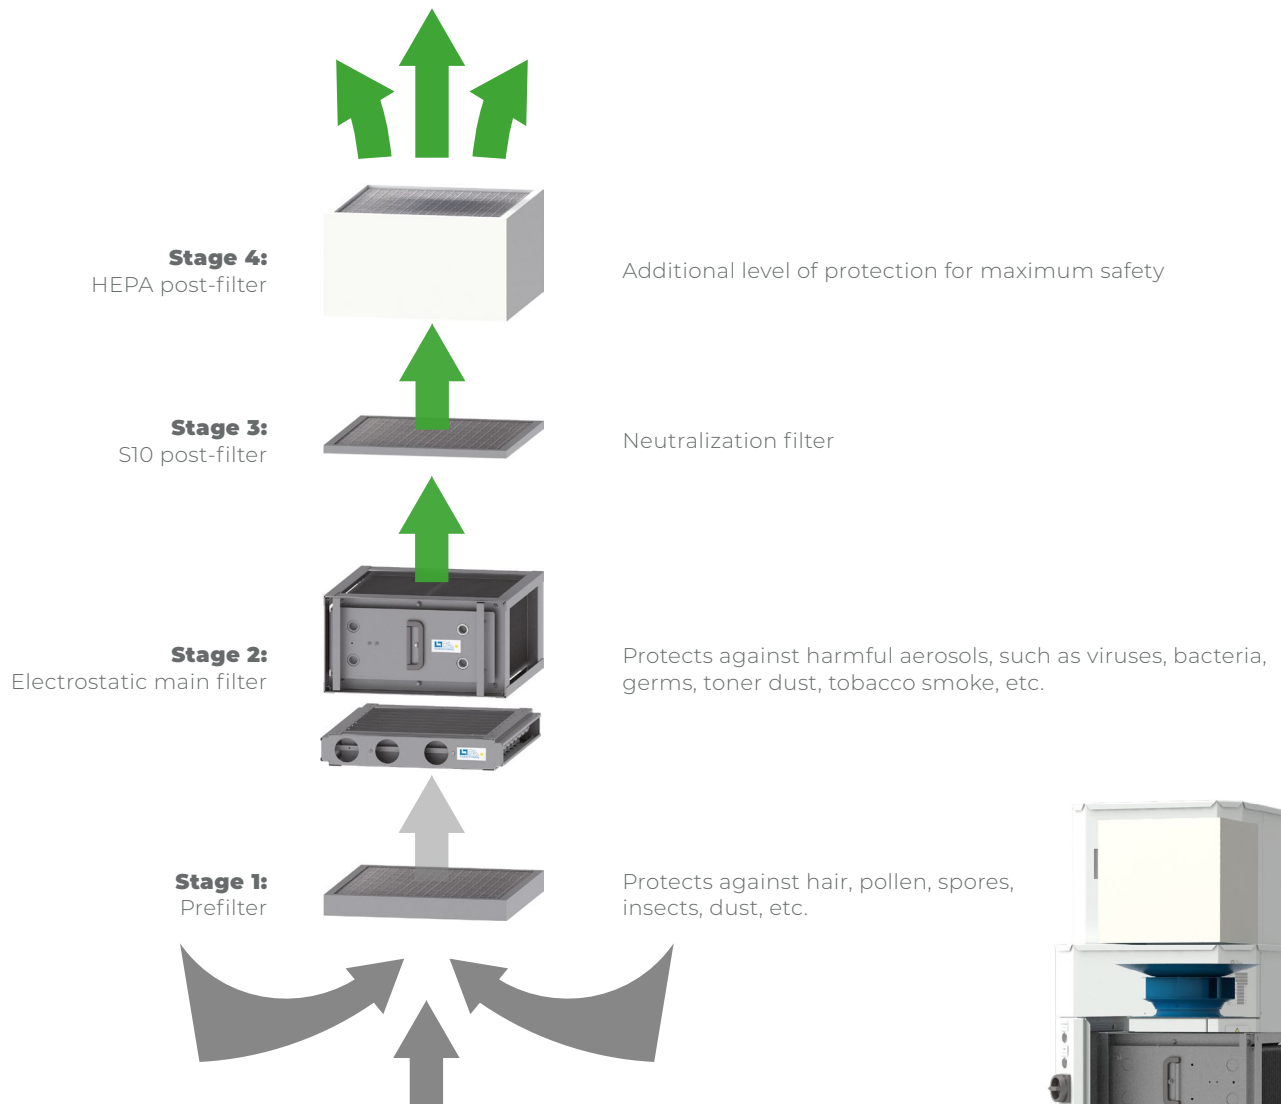 Stage 4:
HEPA post-filter
Additional level of protection for maximum safety
Stage 3:
S10 post-filter
Neutralization filter
Stage 2:
Electrostatic main filter
Protects against harmful aerosols, such as viruses, bacteria,
germs, toner dust, tobacco smoke, etc.
Stage 1:
Prefilter
Protects against hair, pollen, spores,
insects, dust, etc.